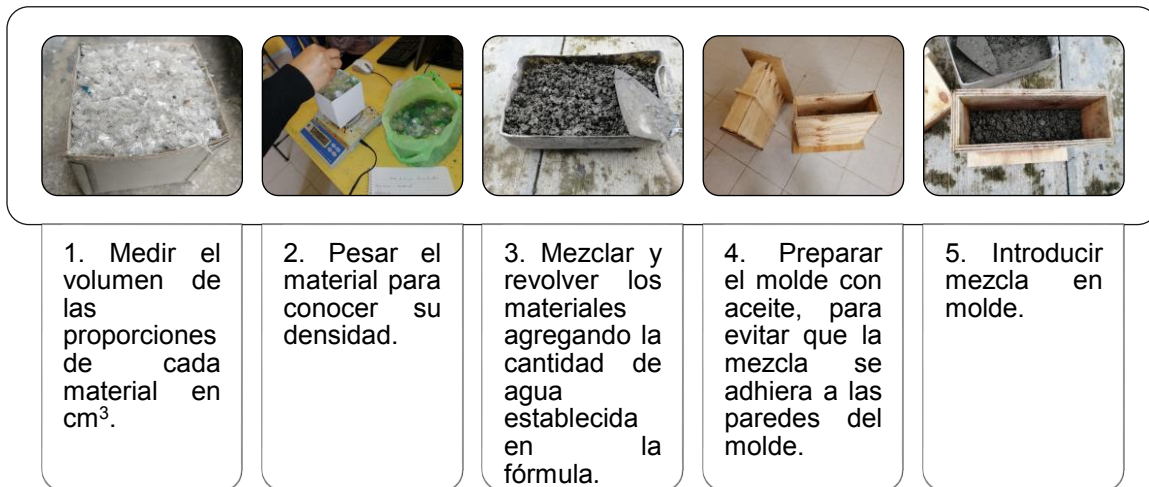 1. Medir el
volumen de
las
proporciones
de cada
material en
cm³.
2. Pesar el
material para
conocer su
densidad.
3. Mezclar y
revolver los
materiales
agregando la
cantidad de
agua
establecida
en la
fórmula.
4. Preparar
el molde con
aceite, para
evitar que la
mezcla se
adhiera a las
paredes del
molde.
5. Introducir
mezcla en
molde.